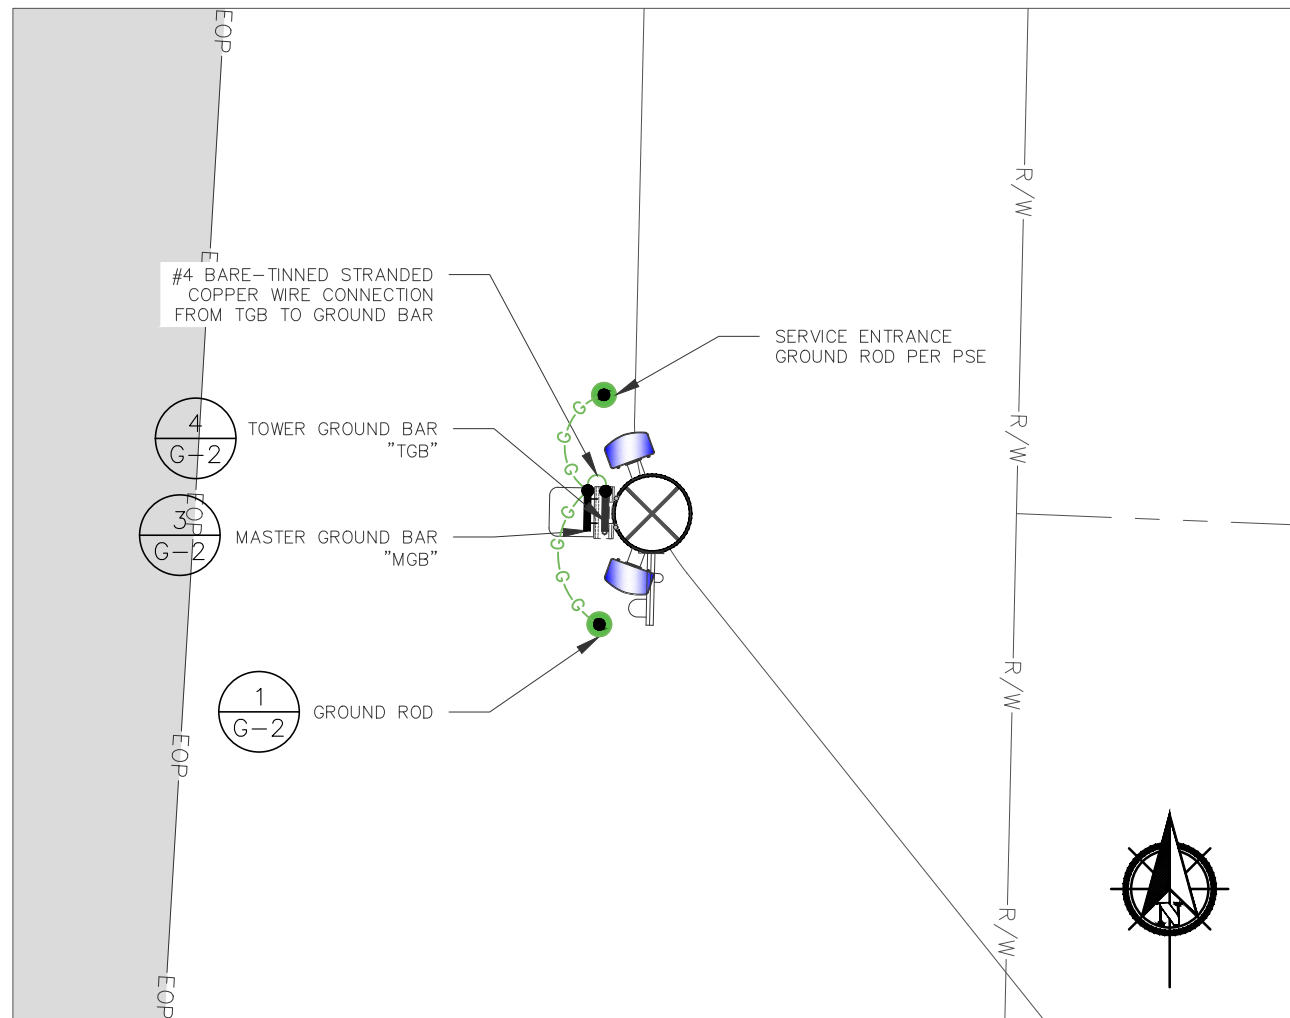 EOP
R/W
E
#4 BARE-TINNED STRANDED
COPPER WIRE CONNECTION
FROM TGB TO GROUND BAR
SERVICE ENTRANCE
GROUND ROD PER PSE
G
G
G
4
G-2
TOWER GROUND BAR
"TGB"
R/W
EOP
3
G-2
MASTER GROUND BAR
"MGB"
G
G
G
G
1
G-2
GROUND ROD
R/W
EOP
N
R/W
EOP